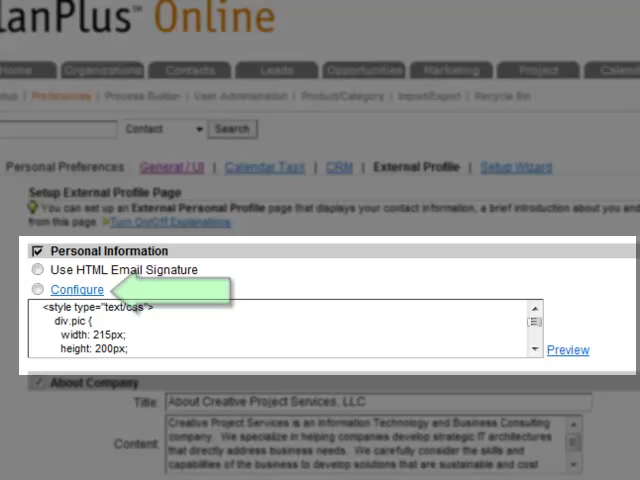 lanPlus™ Online
Home Organizations Contacts Leads Opportunities Marketing Project Calend
etup | Preferences | Process Builder | User Administration | Product/Category | Import/Export | Recycle Bin
Contact Search
Personal Preferences: General / UI | Calendar Task | CRM | External Profile | Setup Wizard
Setup External Profile Page
You can set up an External Personal Profile page that displays your contact information, a brief introduction about you and
from this page. Turn On/Off Explanations
Personal Information
Use HTML Email Signature
Configure
<style type="text/css">
div.pic {
width: 215px;
height: 200px;
Preview
About Company
Title: About Creative Project Services, LLC
Content: Creative Project Services is an Information Technology and Business Consulting
company. We specialize in helping companies develop strategic IT architectures
that directly address business needs. We carefully consider the skills and
capabilities of the business to develop solutions that are sustainable and cost